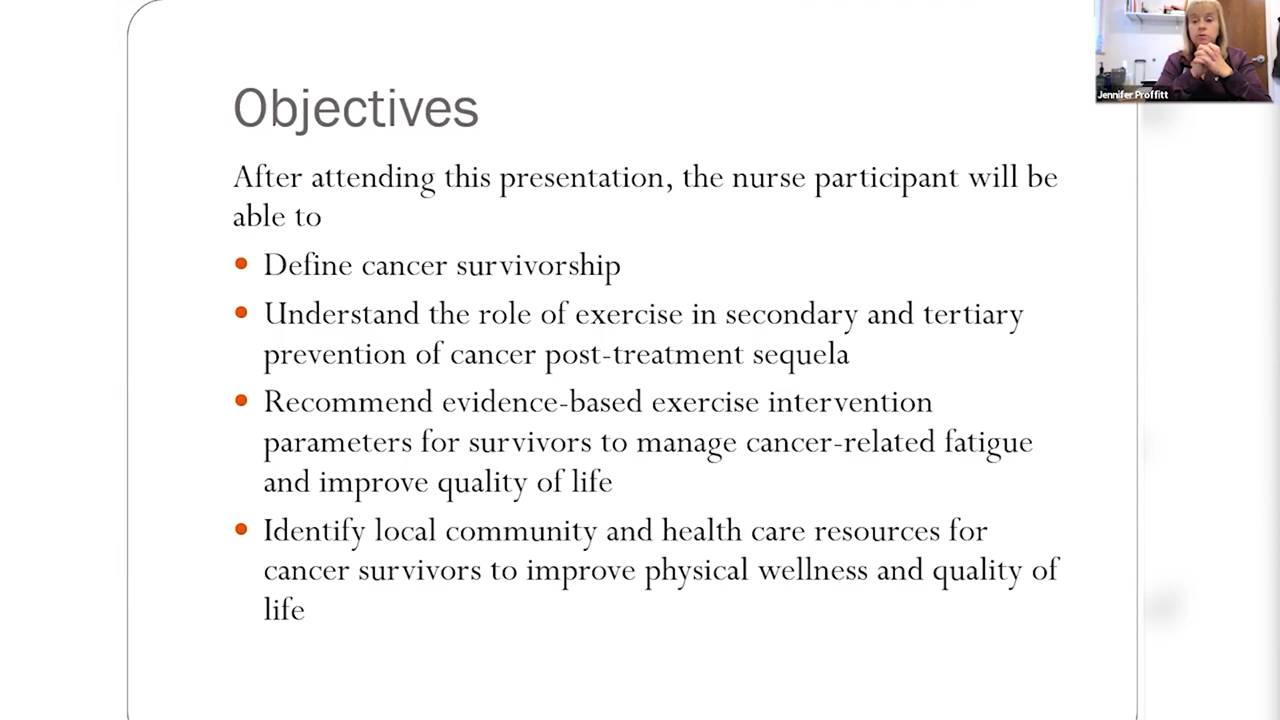 Objectives
After attending this presentation, the nurse participant will be
able to
• Define cancer survivorship
• Understand the role of exercise in secondary and tertiary
prevention of cancer post-treatment sequela
• Recommend evidence-based exercise intervention
parameters for survivors to manage cancer-related fatigue
and improve quality of life
• Identify local community and health care resources for
cancer survivors to improve physical wellness and quality of
life
Jennifer Proffitt